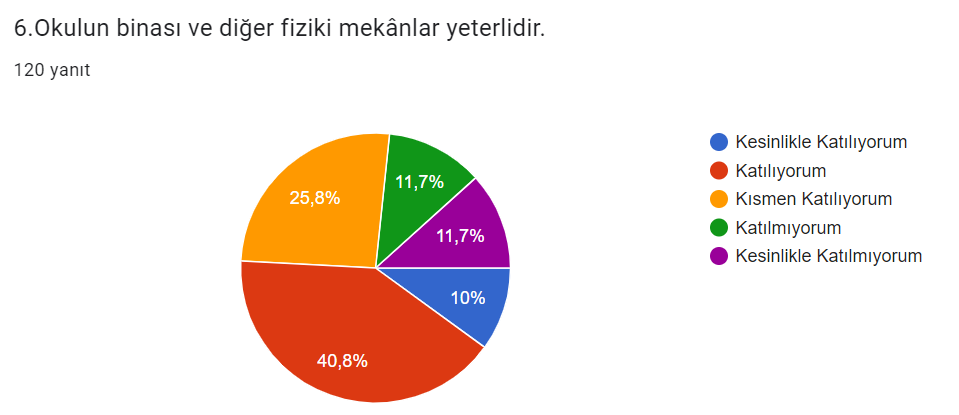 6.Okulun binası ve diğer fiziki mekânlar yeterlidir.
120 yanıt
Kesinlikle Katılıyorum
Katılıyorum
Kısmen Katılıyorum
Katılmıyorum
Kesinlikle Katılmıyorum
11,7%
25,8%
11,7%
10%
40,8%